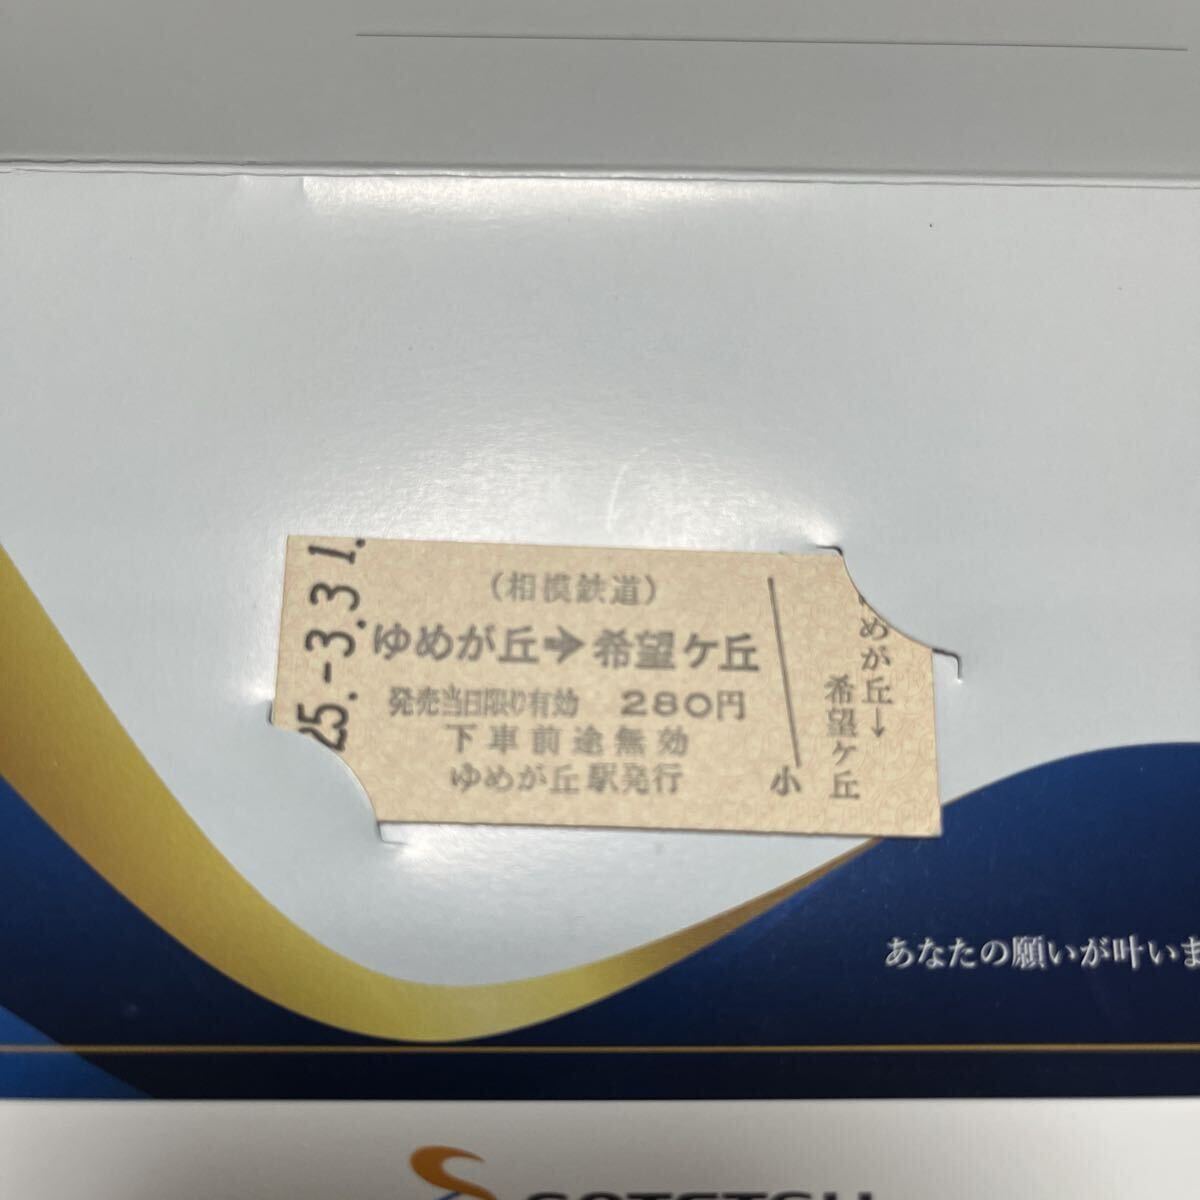 25.-3.31.
(相模鉄道)
ゆめが丘➔希望ケ丘
発売当日限り有効 280円
下車前途無効
ゆめが丘駅発行
小
ゆめが丘→
希望ケ丘
あなたの願いが叶いま
SOTETSU